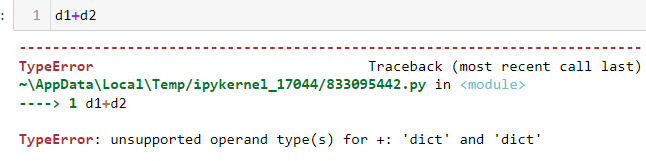 : 1 d1+d2
---------------------------------------------------------------------------
TypeError                                 Traceback (most recent call last)
~\AppData\Local\Temp/ipykernel_17044/833095442.py in <module>
----> 1 d1+d2

TypeError: unsupported operand type(s) for +: 'dict' and 'dict'